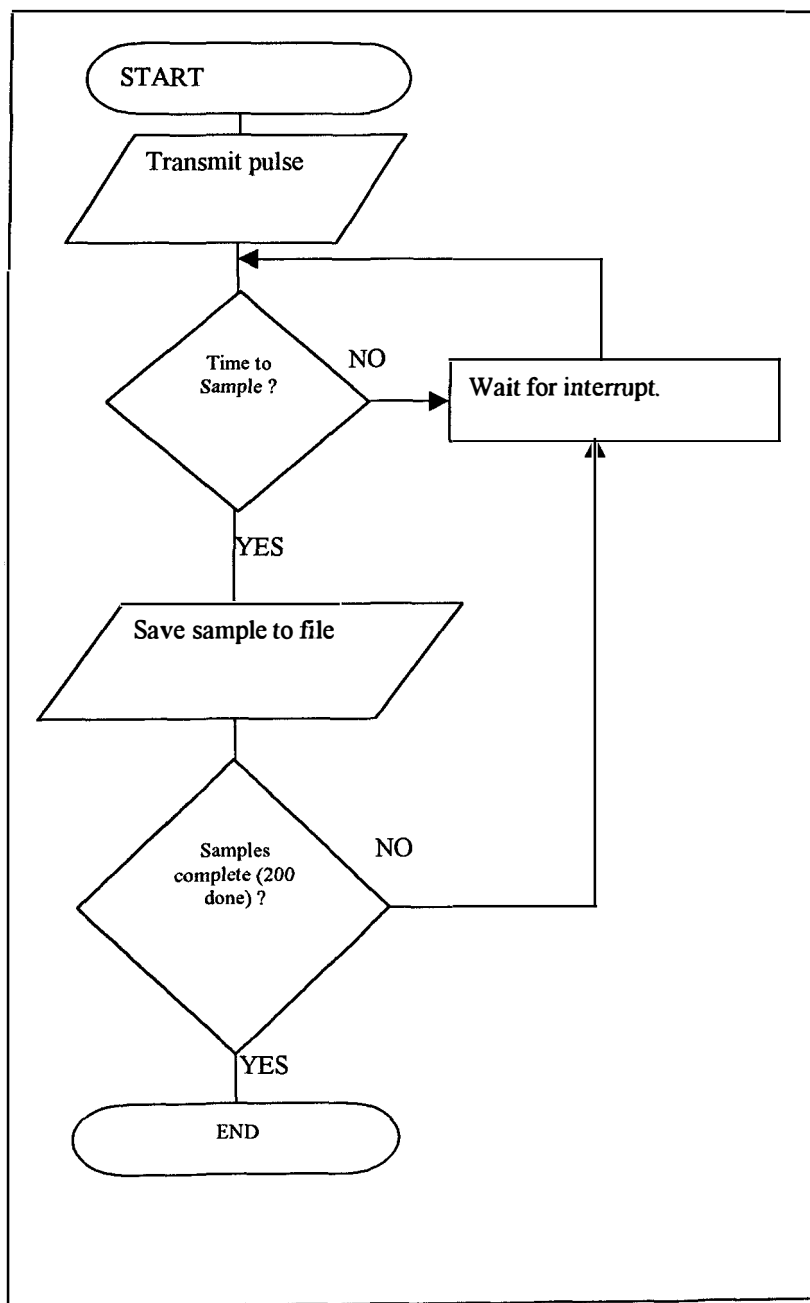 START
Transmit pulse
Time to
Sample ?
NO
Wait for interrupt.
YES
Save sample to file
Samples
complete (200
done) ?
NO
YES
END